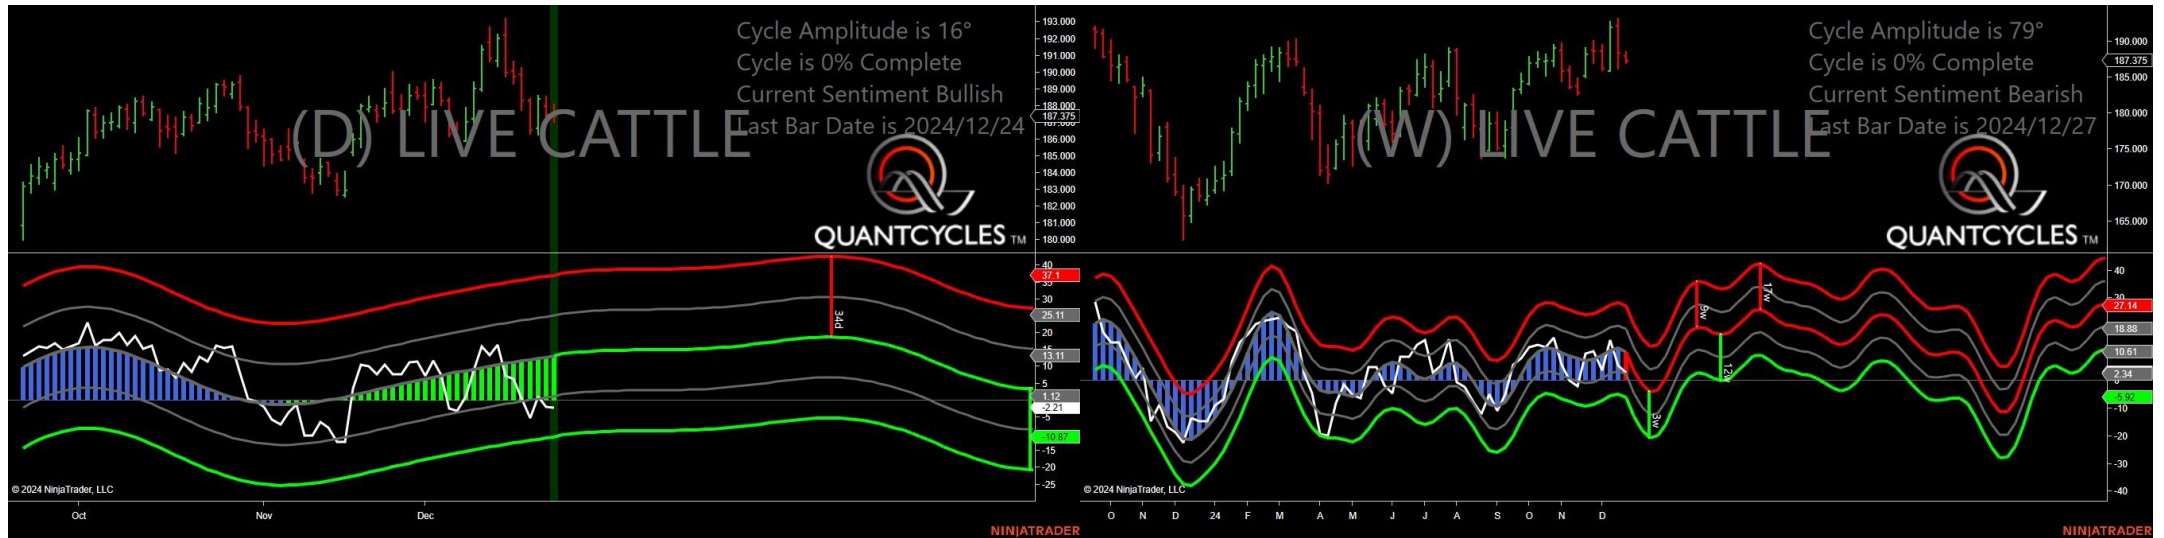 Cycle Amplitude is 16°
Cycle is 0% Complete
Current Sentiment Bullish
Last Bar Date is 2024/12/24
(D) LIVE CATTLE
QUANTCYCLES TM
193.000
192.000
191.000
190.000
189.000
188.000
187.375
186.000
185.000
184.000
183.000
182.000
181.000
180.000
40
37.1
30
25.11
20
13.11
10
5
1.12
-2.21
-5
-10.87
-15
-20
-25
34d
© 2024 NinjaTrader, LLC
Oct
Nov
Dec
NINJATRADER
Cycle Amplitude is 79°
Cycle is 0% Complete
Current Sentiment Bearish
Last Bar Date is 2024/12/27
(W) LIVE CATTLE
QUANTCYCLES TM
190.000
187.375
185.000
180.000
175.000
170.000
165.000
40
27.14
18.88
10.61
2.34
-5.92
-10
-20
-30
-40
3w
9w
12w
17w
© 2024 NinjaTrader, LLC
O N D 24 F M A M J J A S O N D
NINJATRADER